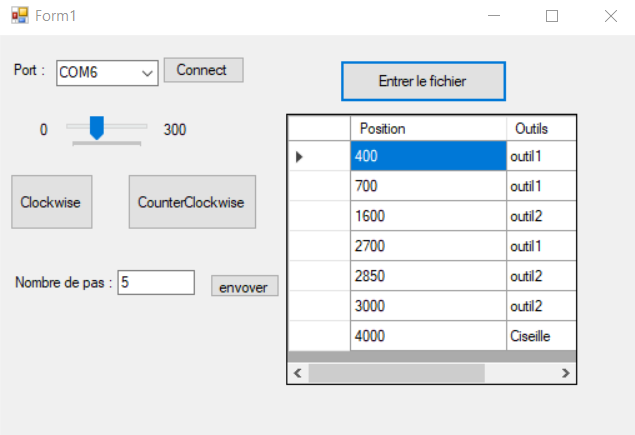 Form1
Port :
COM6
Connect
Entrer le fichier
0
300
Clockwise
CounterClockwise
Nombre de pas :
5
envover
Position Outils
400 outil1
700 outil1
1600 outil2
2700 outil1
2850 outil2
3000 outil2
4000 Ciseille